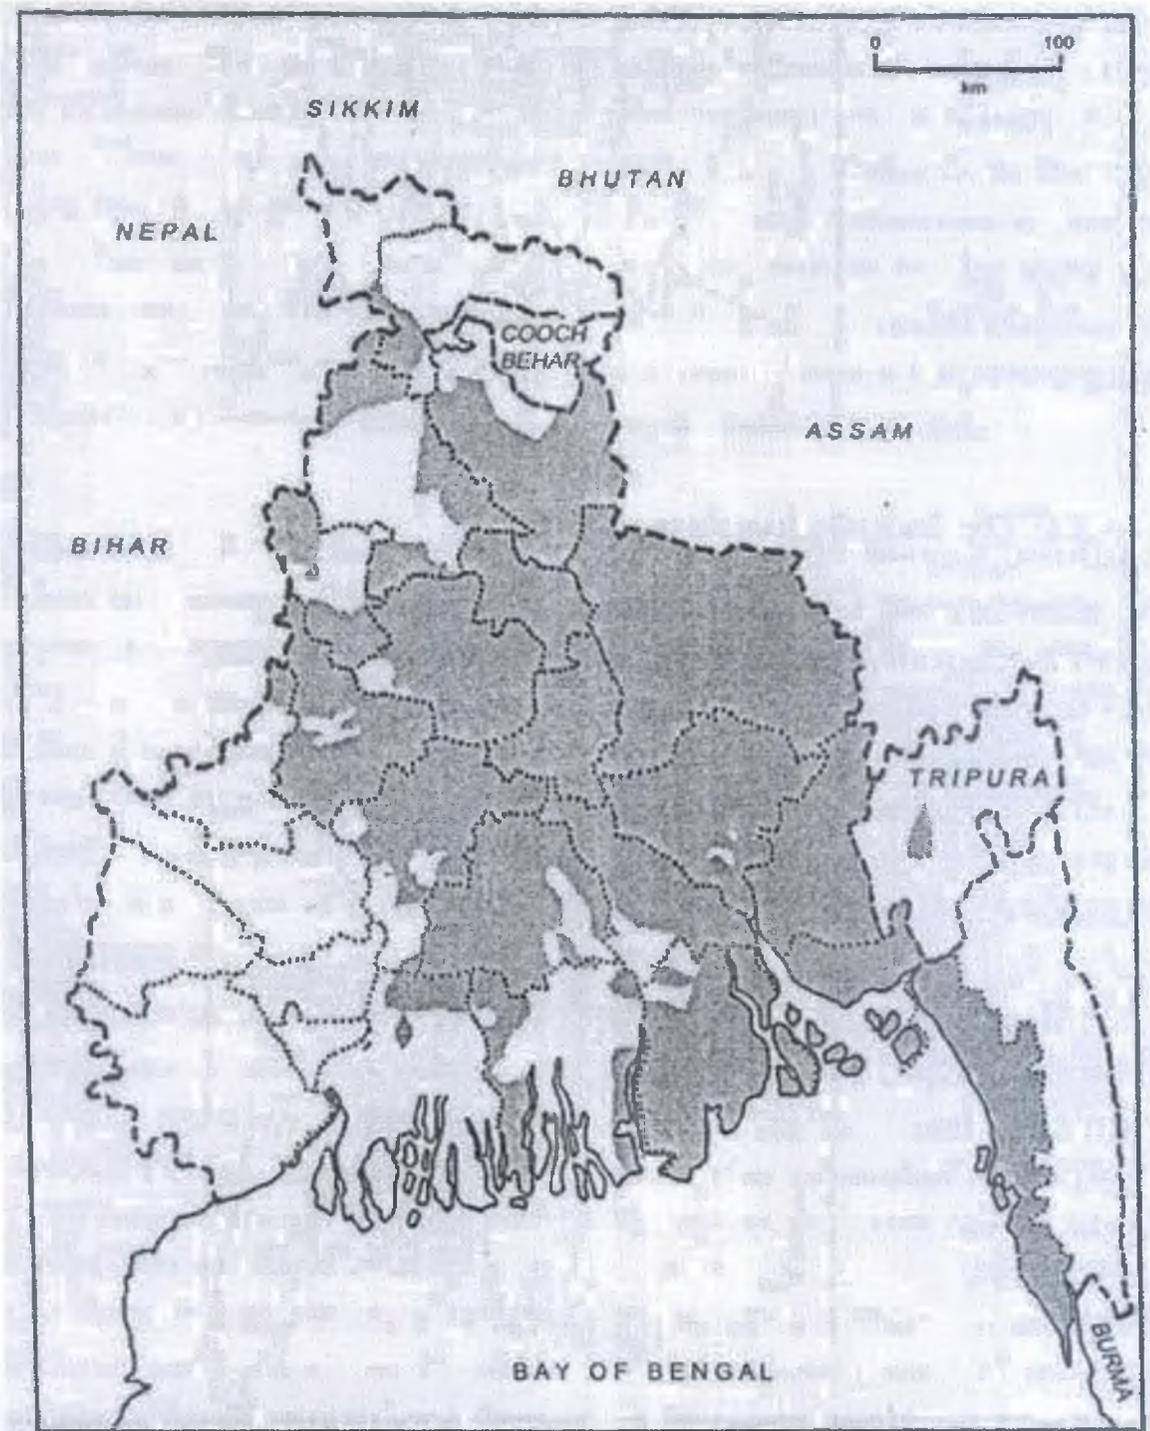 0 100
km
SIKKIM
BHUTAN
NEPAL
COOCH
BEHAR
ASSAM
BIHAR
TRIPURA
BAY OF BENGAL
BURMA